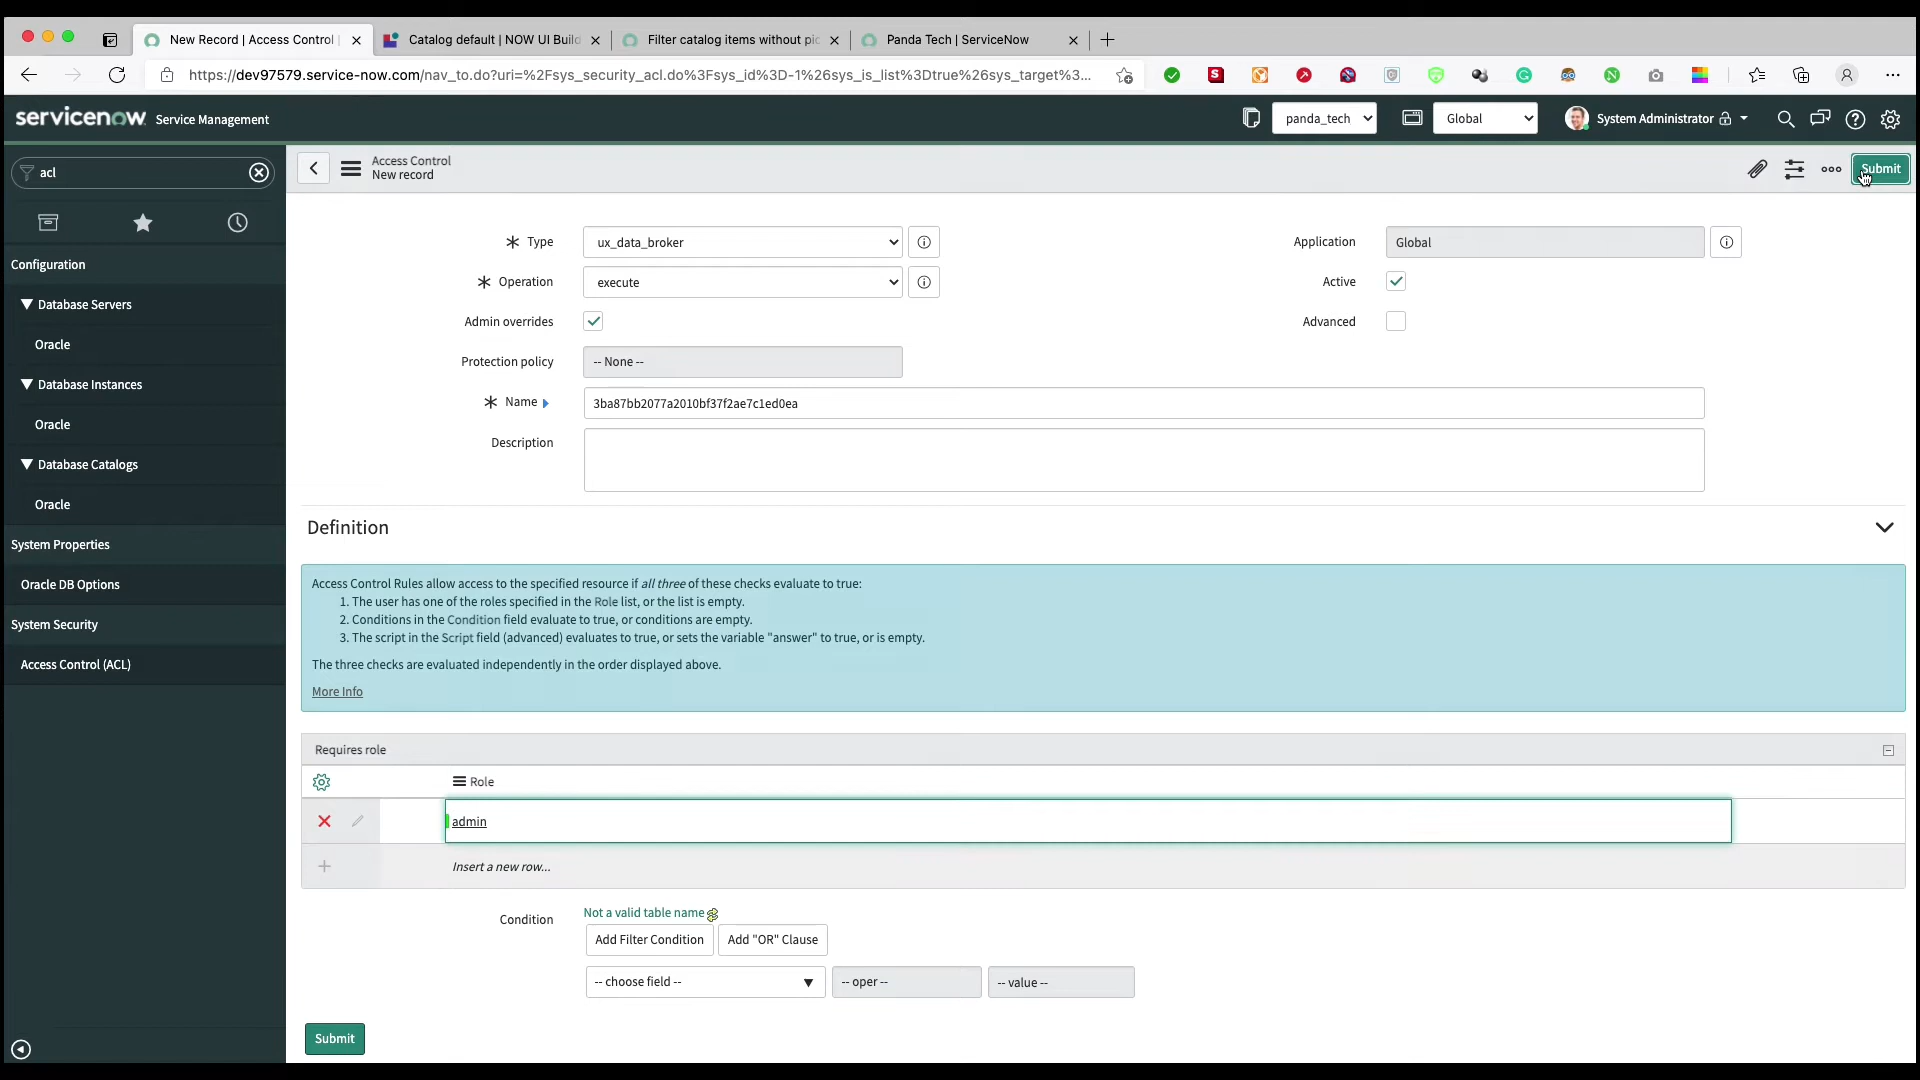 New Record | Access Control |
Catalog default | NOW UI Build
Filter catalog items without pic
Panda Tech | ServiceNow
https://dev97579.service-now.com/nav_to.do?uri=%2Fsys_security_acl.do%3Fsys_id%3D-1%26sys_is_list%3Dtrue%26sys_target%3...
servicenow Service Management
panda_tech
Global
System Administrator
acl
Access Control
New record
Submit
Configuration
Database Servers
Oracle
Database Instances
Oracle
Database Catalogs
Oracle
System Properties
Oracle DB Options
System Security
Access Control (ACL)
Type
ux_data_broker
Application
Global
Operation
execute
Active
Admin overrides
Advanced
Protection policy
-- None --
Name
3ba87bb2077a2010bf37f2ae7c1ed0ea
Description
Definition
Access Control Rules allow access to the specified resource if all three of these checks evaluate to true:
1. The user has one of the roles specified in the Role list, or the list is empty.
2. Conditions in the Condition field evaluate to true, or conditions are empty.
3. The script in the Script field (advanced) evaluates to true, or sets the variable "answer" to true, or is empty.
The three checks are evaluated independently in the order displayed above.
More Info
Requires role
Role
admin
Insert a new row...
Condition
Not a valid table name
Add Filter Condition
Add "OR" Clause
-- choose field --
-- oper --
-- value --
Submit